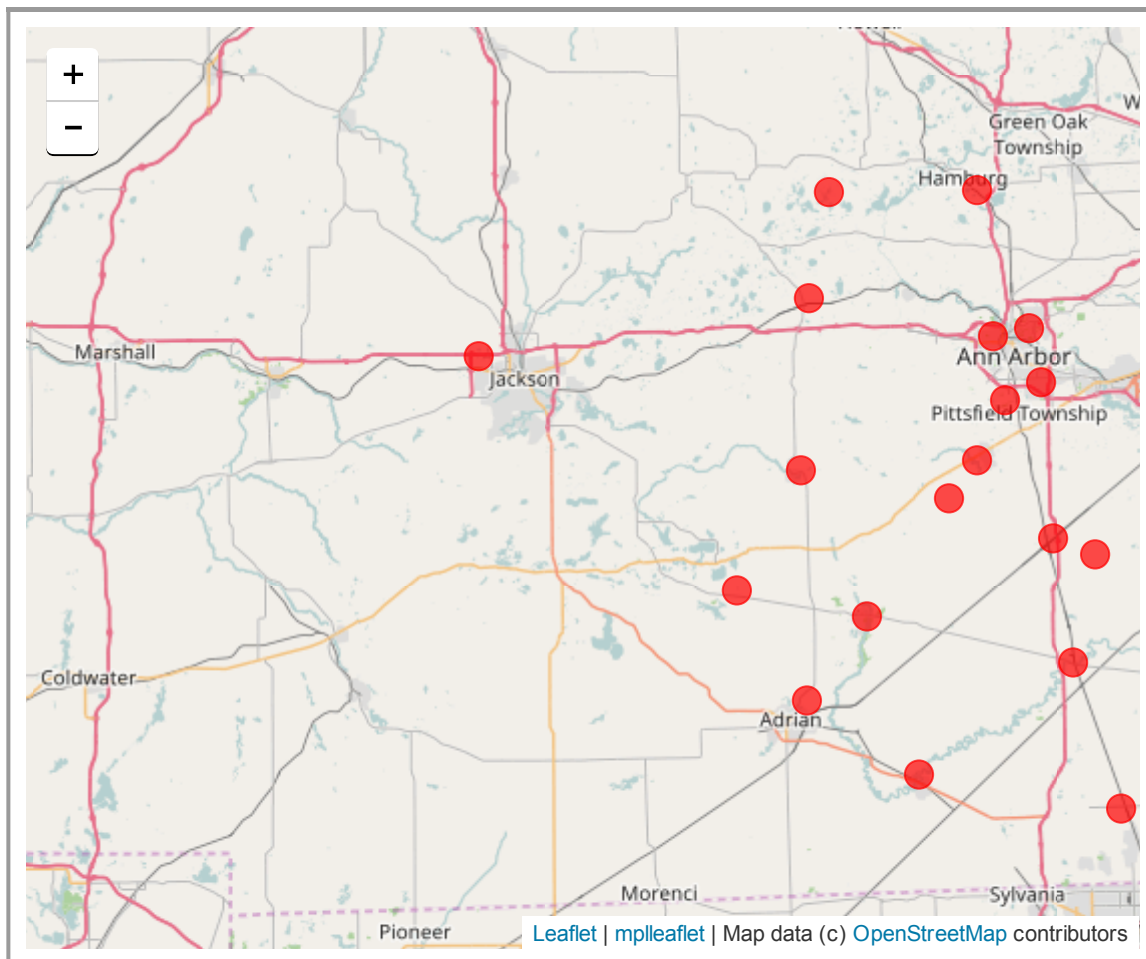 +
−
Green Oak
Township
Hamburg
Marshall
Jackson
Ann Arbor
Pittsfield Township
Coldwater
Adrian
Morenci
Sylvania
Pioneer
Leaflet | mplleaflet | Map data (c) OpenStreetMap contributors